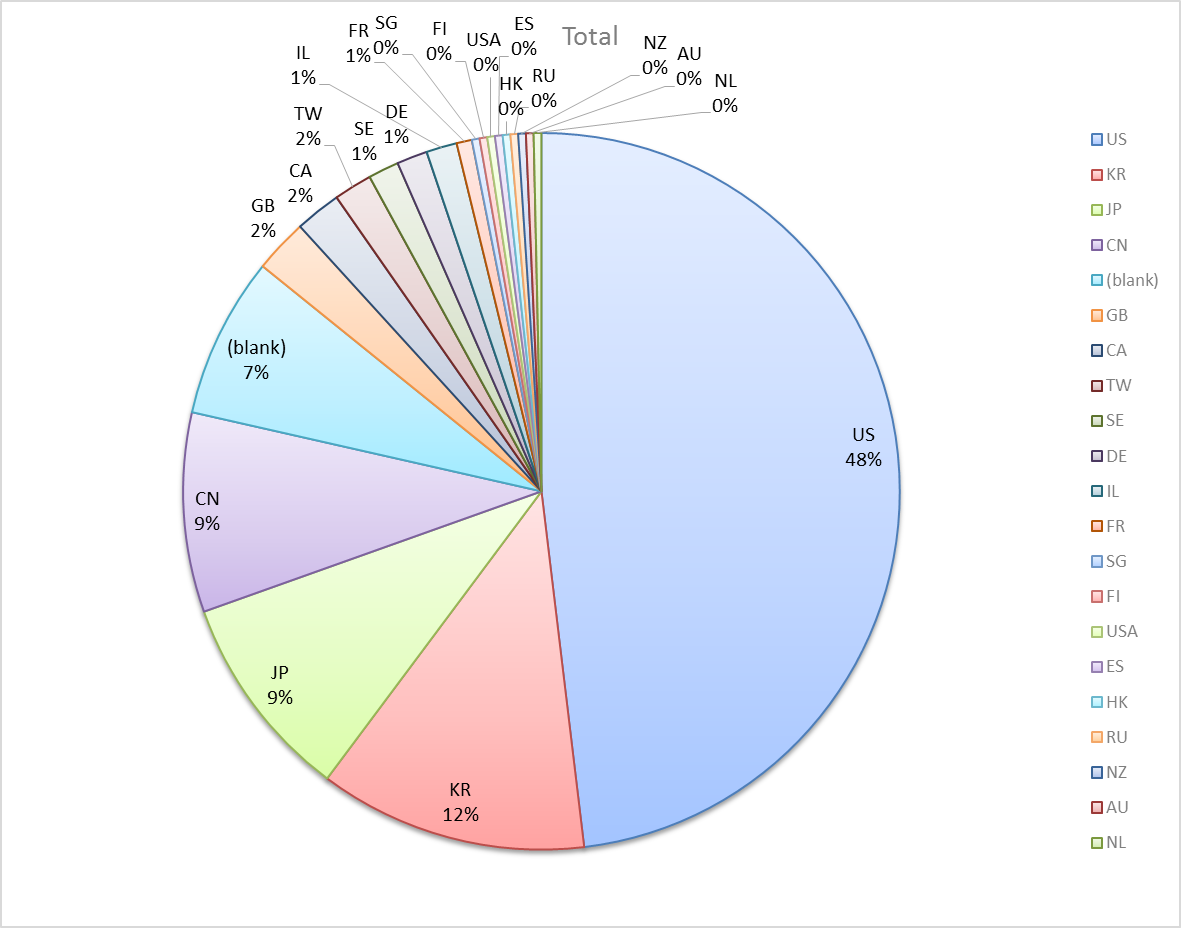 Total
US
48%
KR
12%
JP
9%
CN
9%
(blank)
7%
GB
2%
CA
2%
TW
2%
SE
1%
DE
1%
IL
1%
FR
1%
SG
0%
FI
0%
USA
0%
ES
0%
HK
0%
RU
0%
NZ
0%
AU
0%
NL
0%
US
KR
JP
CN
(blank)
GB
CA
TW
SE
DE
IL
FR
SG
FI
USA
ES
HK
RU
NZ
AU
NL